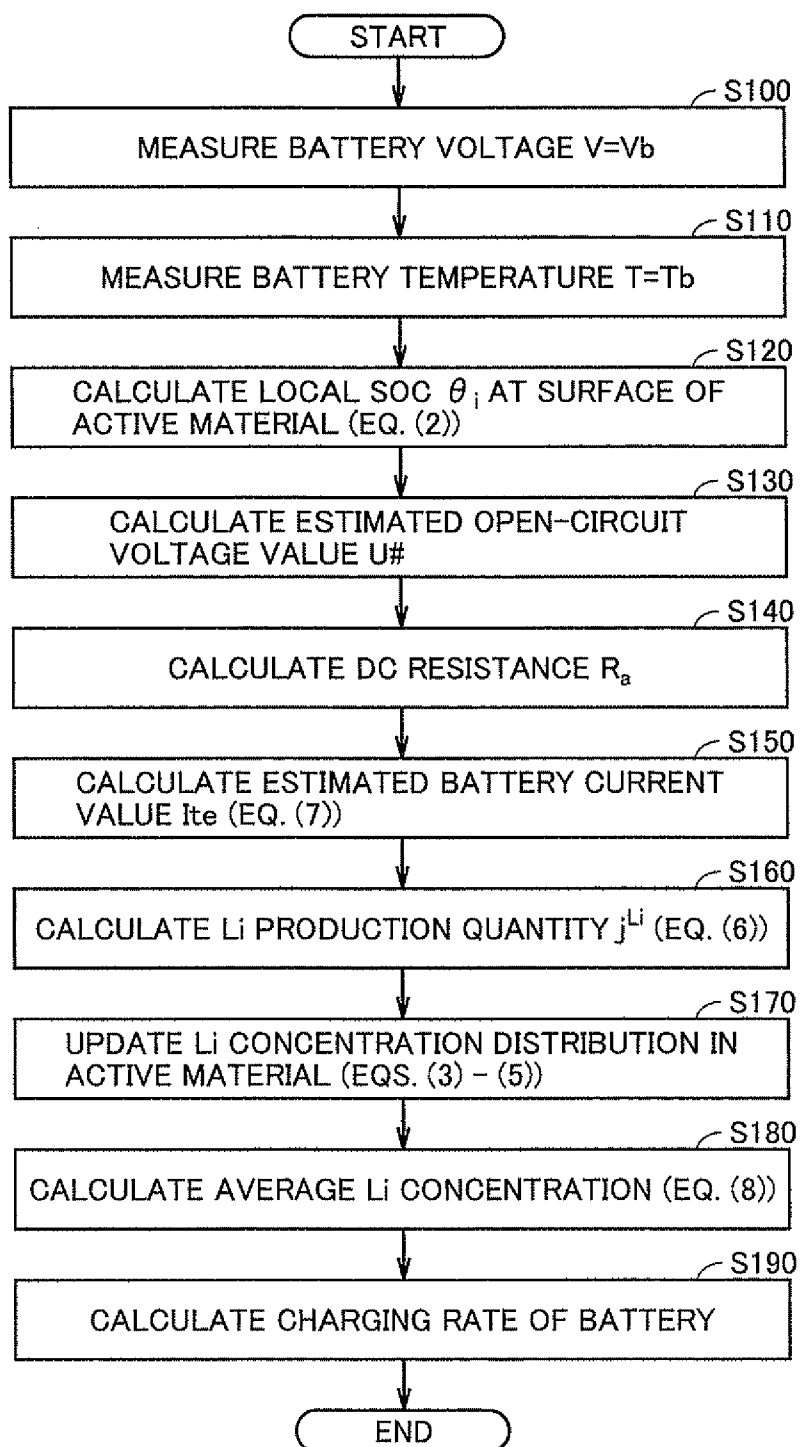 START
S100
MEASURE BATTERY VOLTAGE V=Vb
S110
MEASURE BATTERY TEMPERATURE T=Tb
S120
CALCULATE LOCAL SOC θi AT SURFACE OF
ACTIVE MATERIAL (EQ. (2))
S130
CALCULATE ESTIMATED OPEN-CIRCUIT
VOLTAGE VALUE U#
S140
CALCULATE DC RESISTANCE Ra
S150
CALCULATE ESTIMATED BATTERY CURRENT
VALUE Ite (EQ. (7))
S160
CALCULATE Li PRODUCTION QUANTITY j^Li (EQ. (6))
S170
UPDATE Li CONCENTRATION DISTRIBUTION IN
ACTIVE MATERIAL (EQS. (3) - (5))
S180
CALCULATE AVERAGE Li CONCENTRATION (EQ. (8))
S190
CALCULATE CHARGING RATE OF BATTERY
END